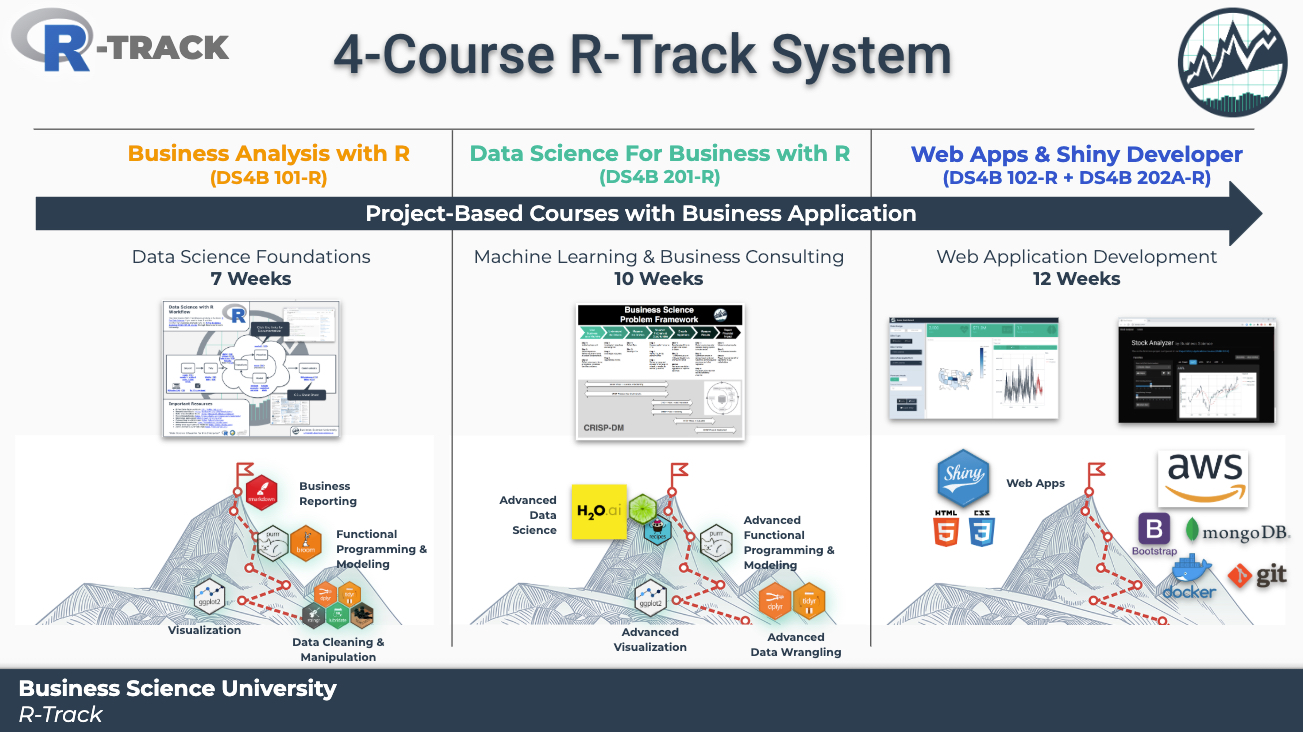 R-TRACK
4-Course R-Track System
Business Analysis with R
(DS4B 101-R)
Data Science For Business with R
(DS4B 201-R)
Web Apps & Shiny Developer
(DS4B 102-R + DS4B 202A-R)
Project-Based Courses with Business Application
Data Science Foundations
7 Weeks
Machine Learning & Business Consulting
10 Weeks
Web Application Development
12 Weeks
Data Science with R
Workflow
R
Important Resources
Business Science
Problem Framework
CRISP-DM
Stock Analyzer
rmarkdown
Business
Reporting
purrr
broom
Functional
Programming &
Modeling
ggplot2
Visualization
dplyr
tidyr
Data Cleaning &
Manipulation
Advanced
Data
Science
H2O.ai
recipes
purrr
Advanced
Functional
Programming &
Modeling
ggplot2
Advanced
Visualization
dplyr
tidyr
Advanced
Data Wrangling
Shiny
Web Apps
HTML
5
CSS
3
aws
B
Bootstrap
mongoDB.
docker
git
Business Science University
R-Track